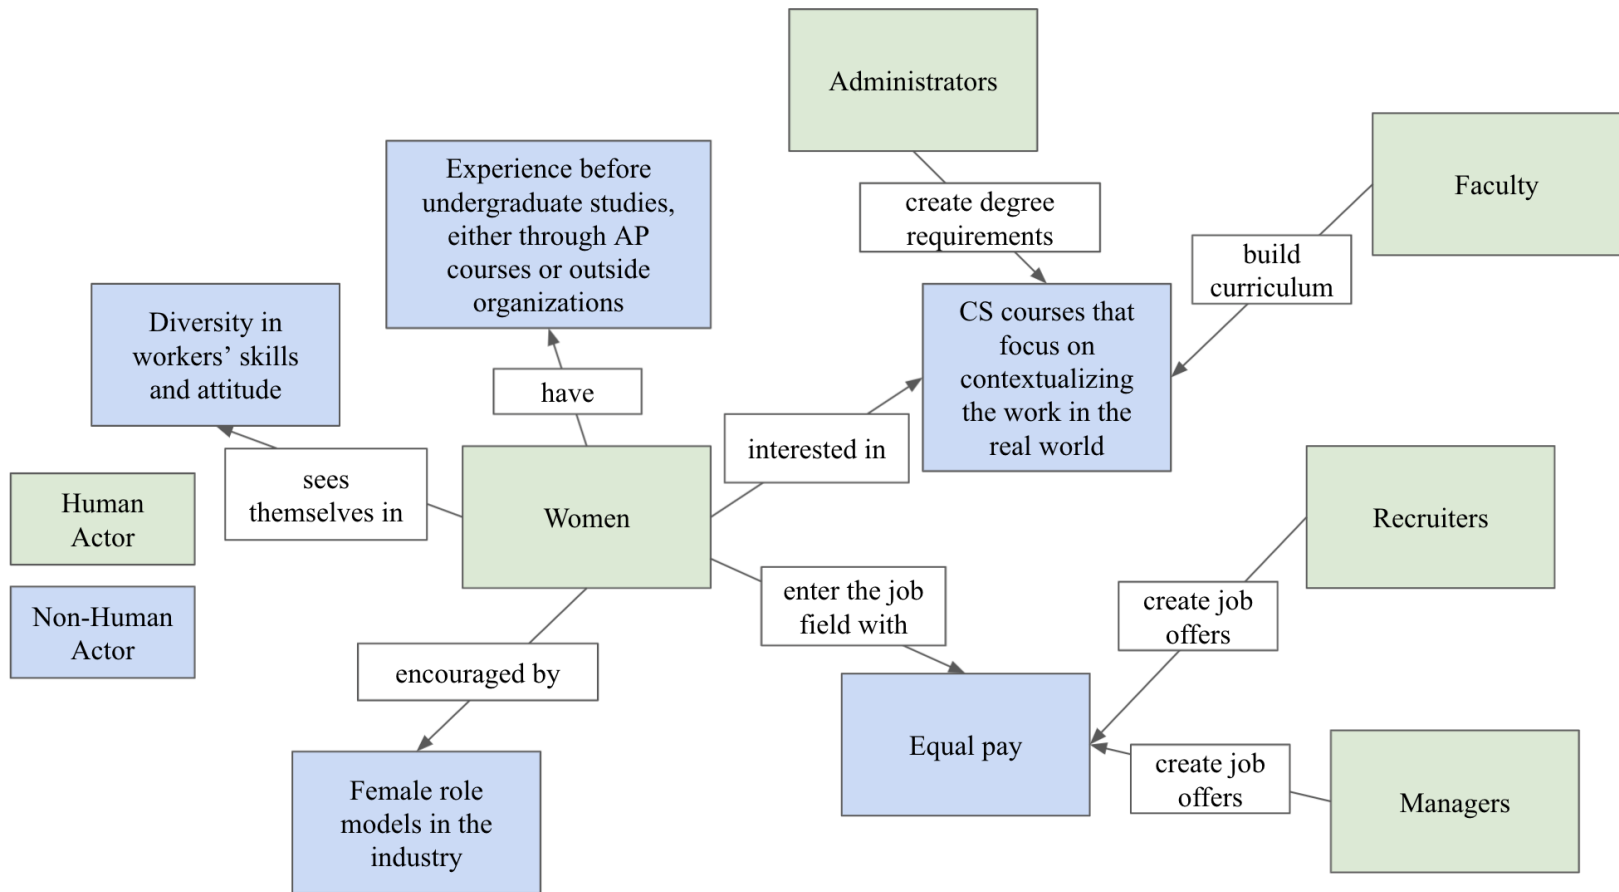 Administrators
Faculty
create degree
requirements
build
curriculum
Experience before
undergraduate studies,
either through AP
courses or outside
organizations
Diversity in
workers’ skills
and attitude
CS courses that
focus on
contextualizing
the work in the
real world
have
interested in
sees
themselves in
Women
Recruiters
Human
Actor
Non-Human
Actor
enter the job
field with
create job
offers
encouraged by
Equal pay
create job
offers
Managers
Female role
models in the
industry